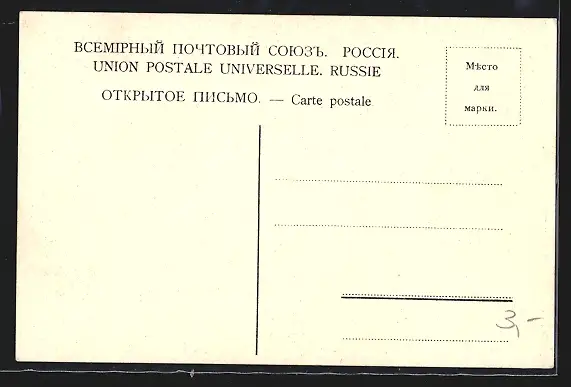 ВСЕМІРНЫЙ ПОЧТОВЫЙ СОЮЗЪ. РОССІЯ.
UNION POSTALE UNIVERSELLE. RUSSIE
ОТКРЫТОЕ ПИСЬМО. — Carte postale
Мѣсто
для
марки.
3,-